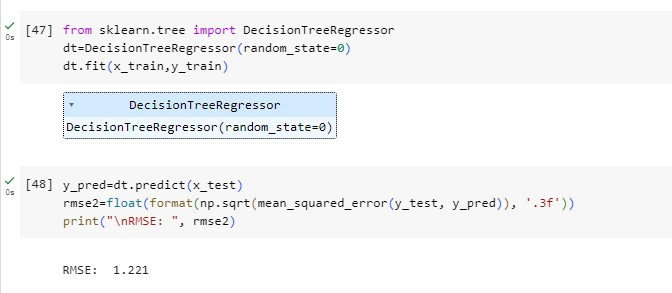 [47] from sklearn.tree import DecisionTreeRegressor
dt=DecisionTreeRegressor(random_state=0)
dt.fit(x_train,y_train)
DecisionTreeRegressor
DecisionTreeRegressor(random_state=0)
0s
[48] y_pred=dt.predict(x_test)
rmse2=float(format(np.sqrt(mean_squared_error(y_test, y_pred)), '.3f'))
print("\nRMSE: ", rmse2)
0s
RMSE:  1.221